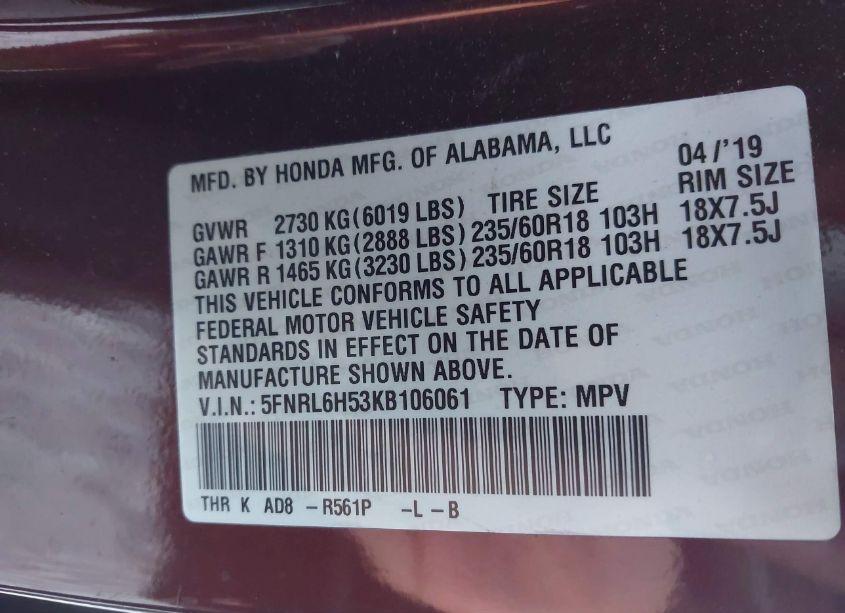 MFD. BY HONDA MFG. OF ALABAMA, LLC 04/'19
GVWR 2730 KG(6019 LBS) TIRE SIZE RIM SIZE
GAWR F 1310 KG(2888 LBS) 235/60R18 103H 18X7.5J
GAWR R 1465 KG(3230 LBS) 235/60R18 103H 18X7.5J
THIS VEHICLE CONFORMS TO ALL APPLICABLE
FEDERAL MOTOR VEHICLE SAFETY
STANDARDS IN EFFECT ON THE DATE OF
MANUFACTURE SHOWN ABOVE.
V.I.N.: 5FNRL6H53KB106061 TYPE: MPV
THR K AD8 -R561P -L -B